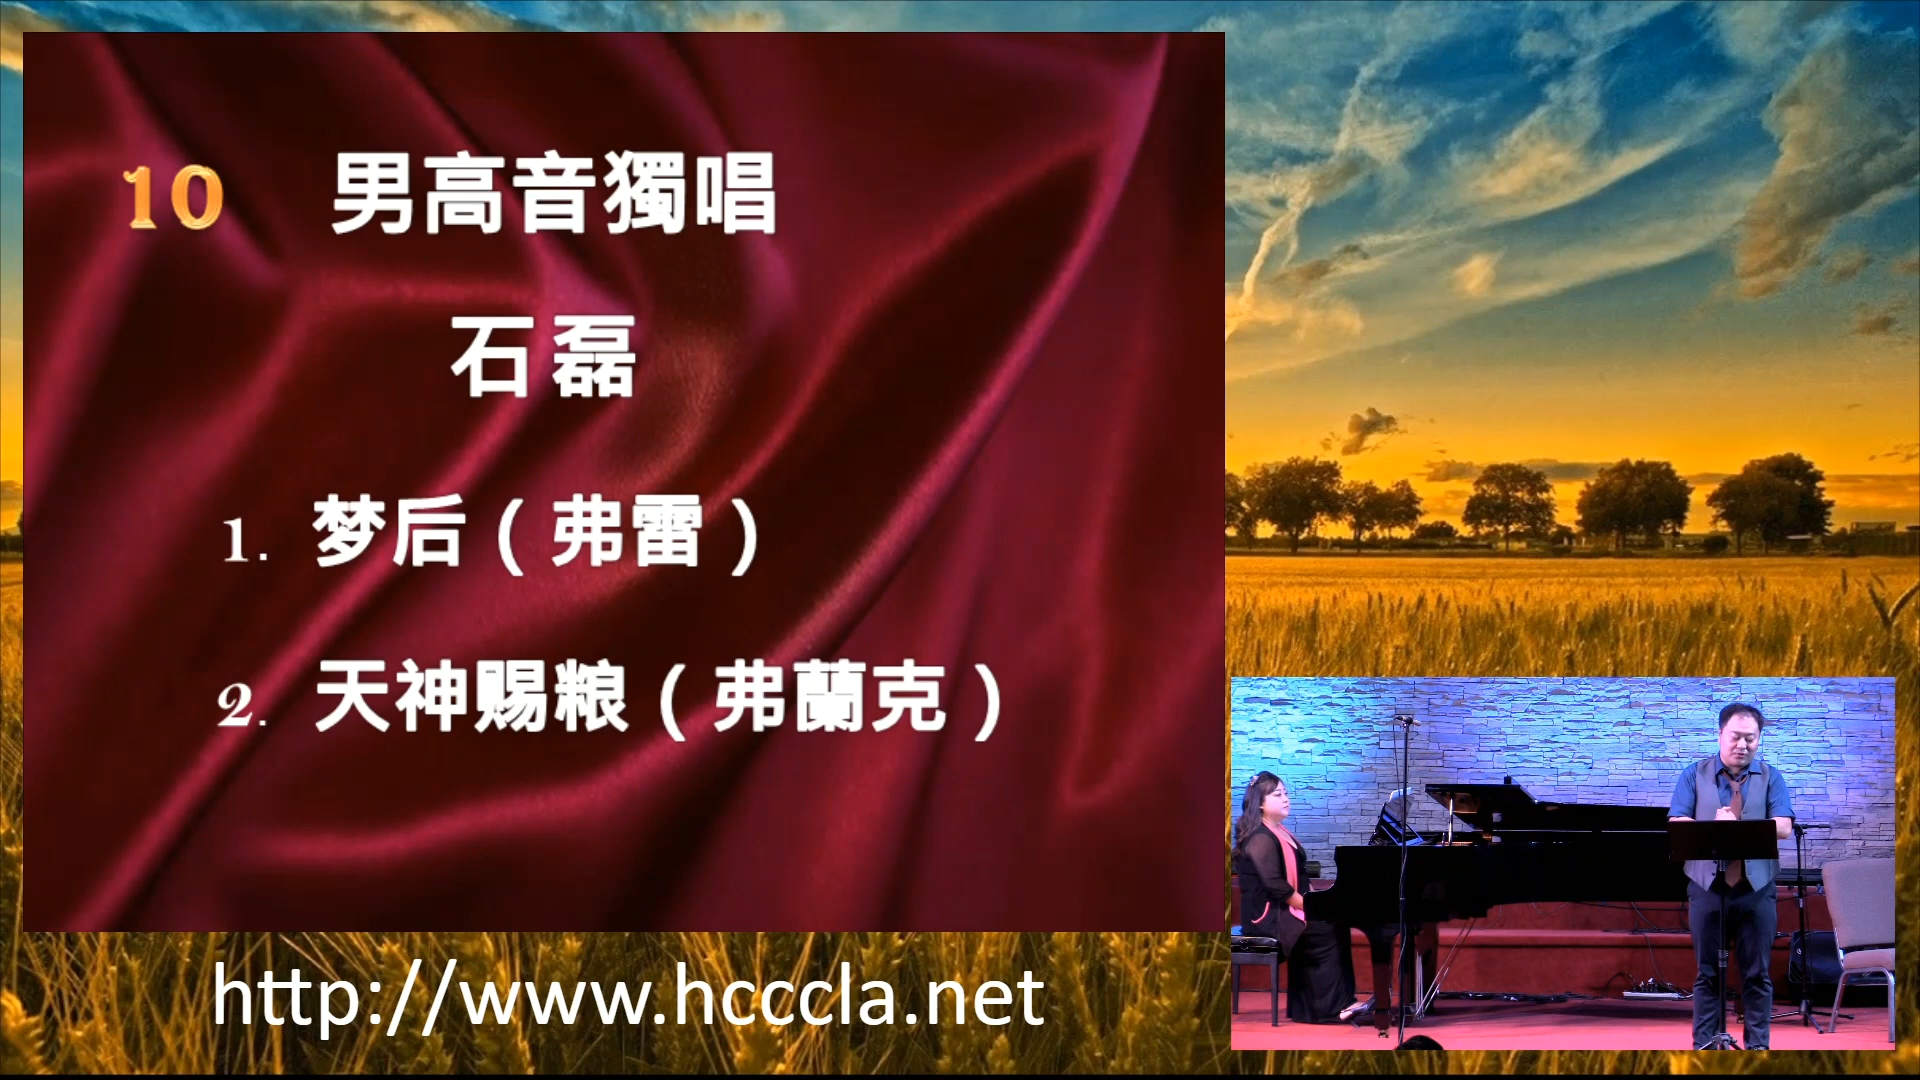 10 男高音獨唱
石磊
1. 梦后（弗雷）
2. 天神赐粮（弗蘭克）
http://www.hcccla.net